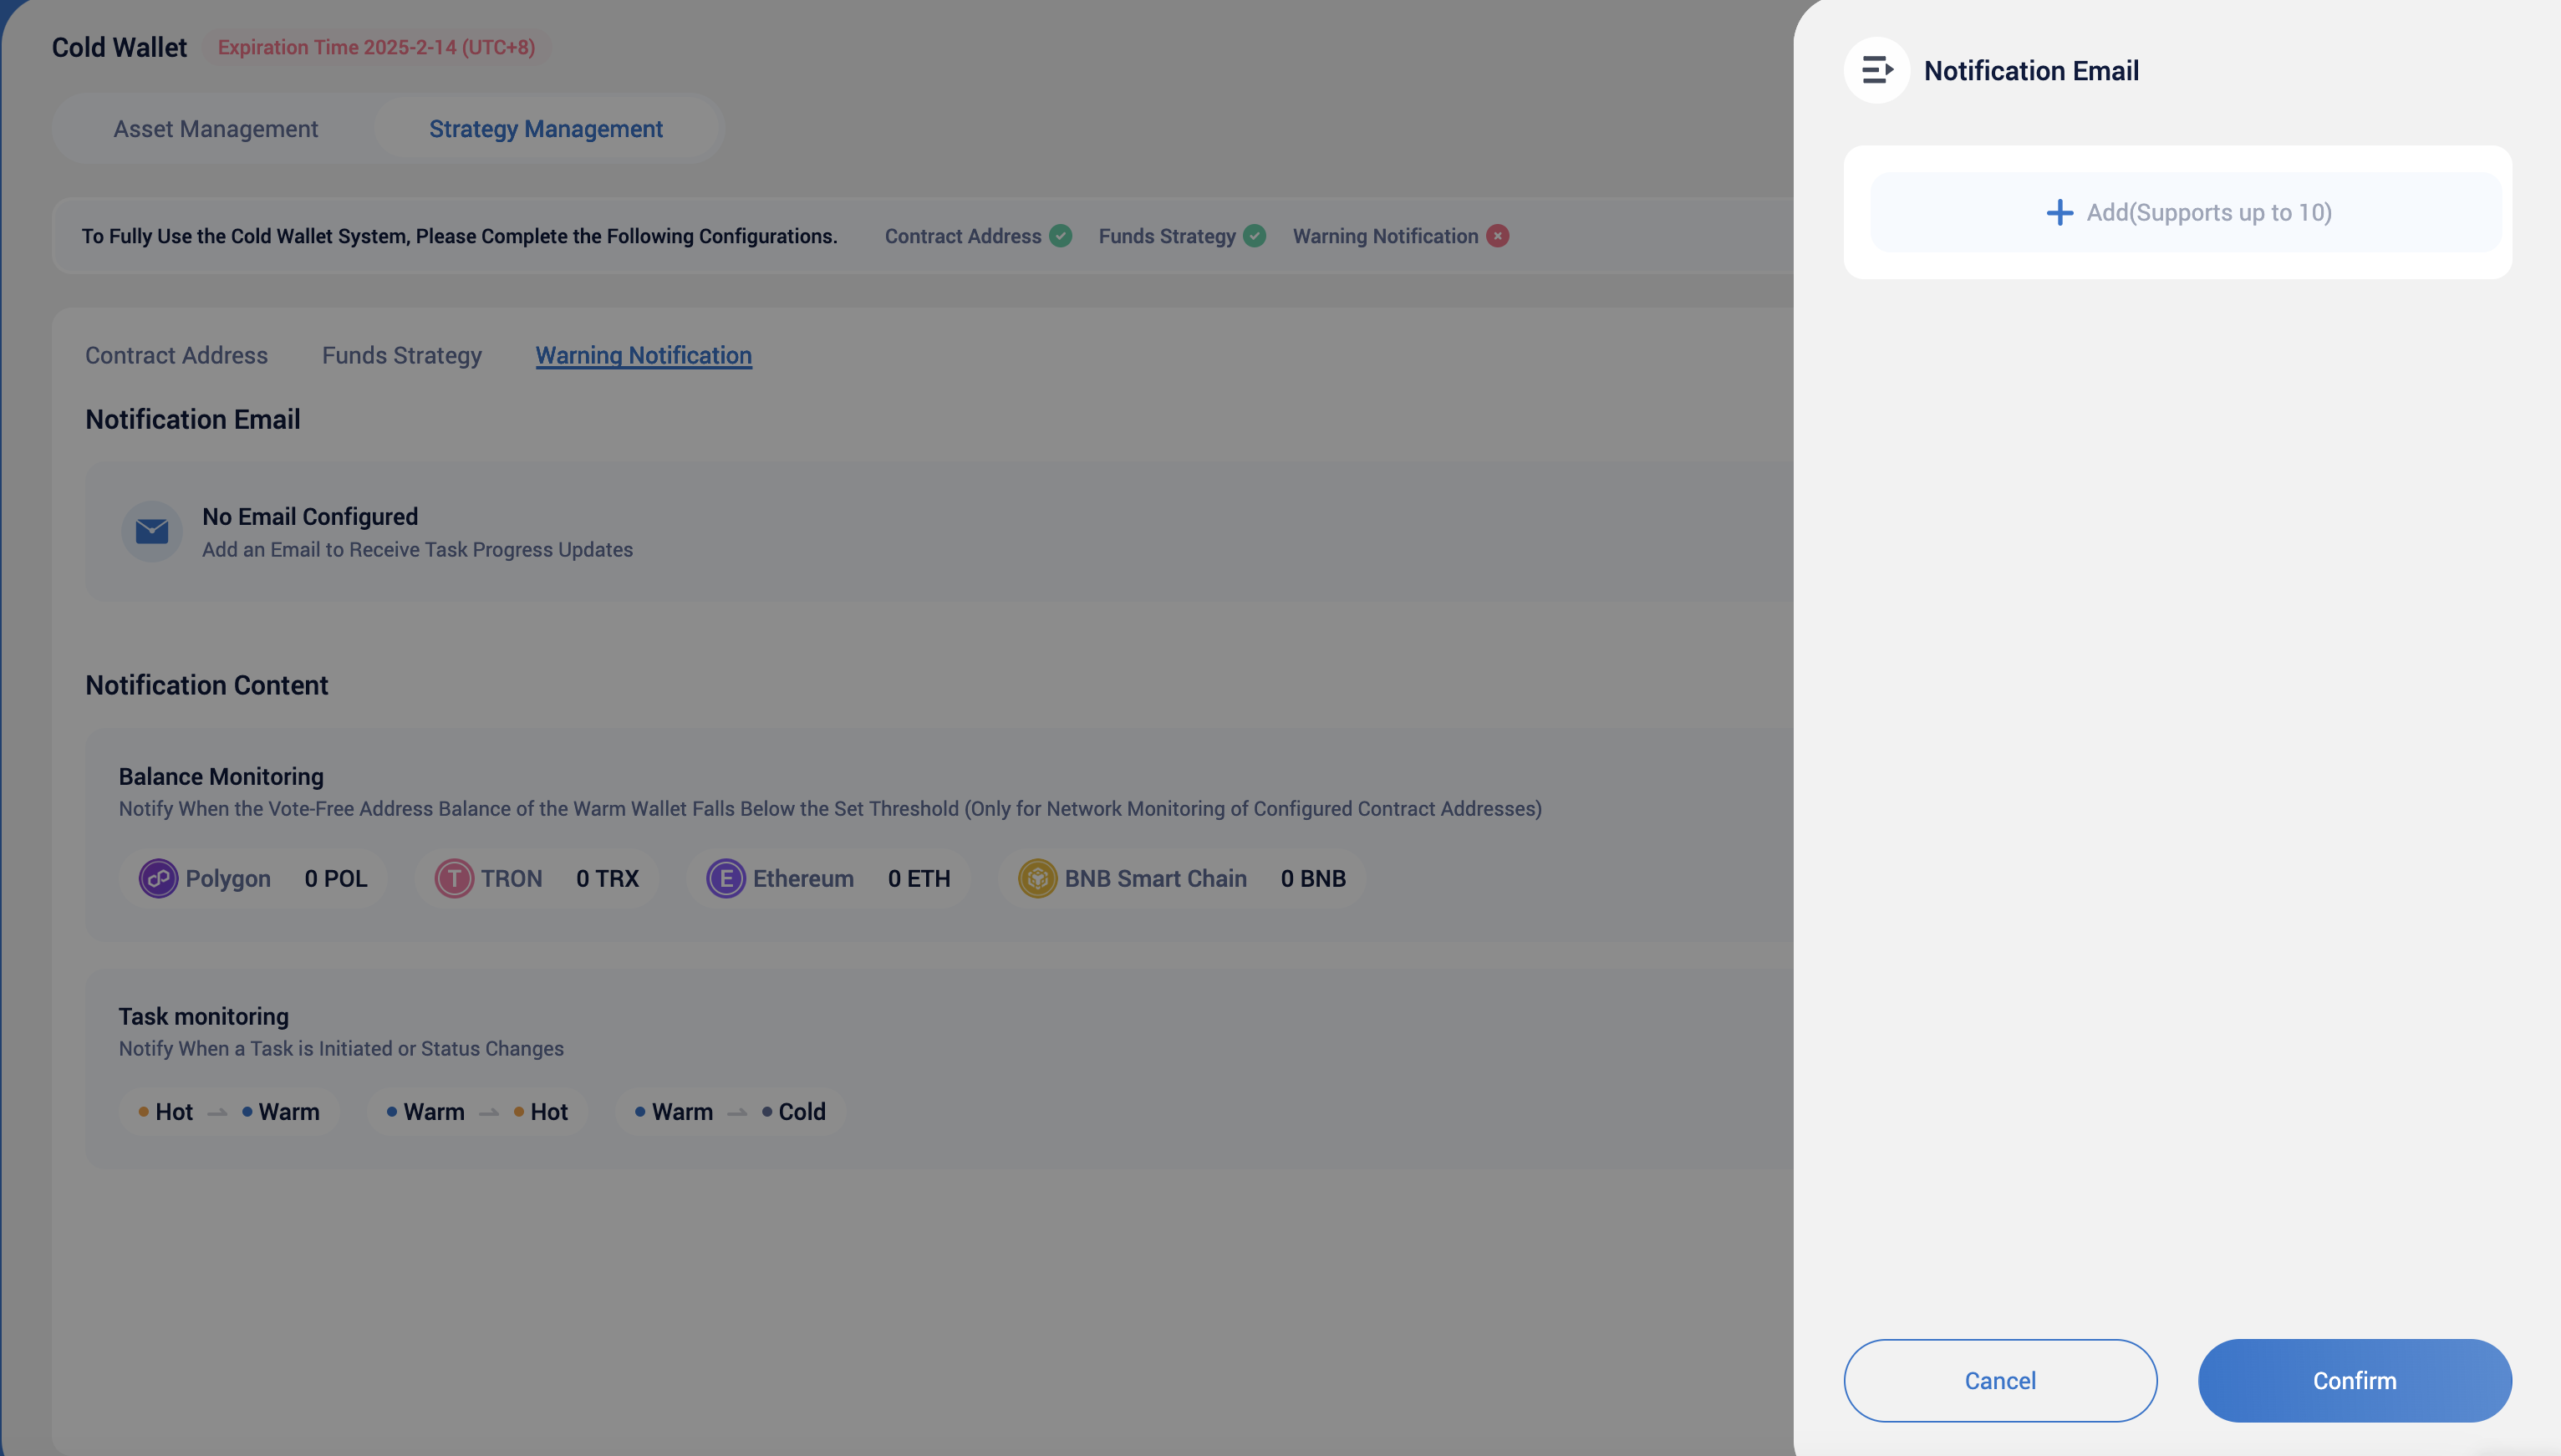 Cold Wallet Expiration Time 2025-2-14 (UTC+8)
Asset Management Strategy Management
To Fully Use the Cold Wallet System, Please Complete the Following Configurations. Contract Address Funds Strategy Warning Notification
Contract Address Funds Strategy Warning Notification
Notification Email
No Email Configured
Add an Email to Receive Task Progress Updates
Notification Content
Balance Monitoring
Notify When the Vote-Free Address Balance of the Warm Wallet Falls Below the Set Threshold (Only for Network Monitoring of Configured Contract Addresses)
Polygon 0 POL T TRON 0 TRX E Ethereum 0 ETH BNB Smart Chain 0 BNB
Task monitoring
Notify When a Task is Initiated or Status Changes
Hot Warm Warm Hot Warm Cold
Notification Email
Add(Supports up to 10)
Cancel Confirm